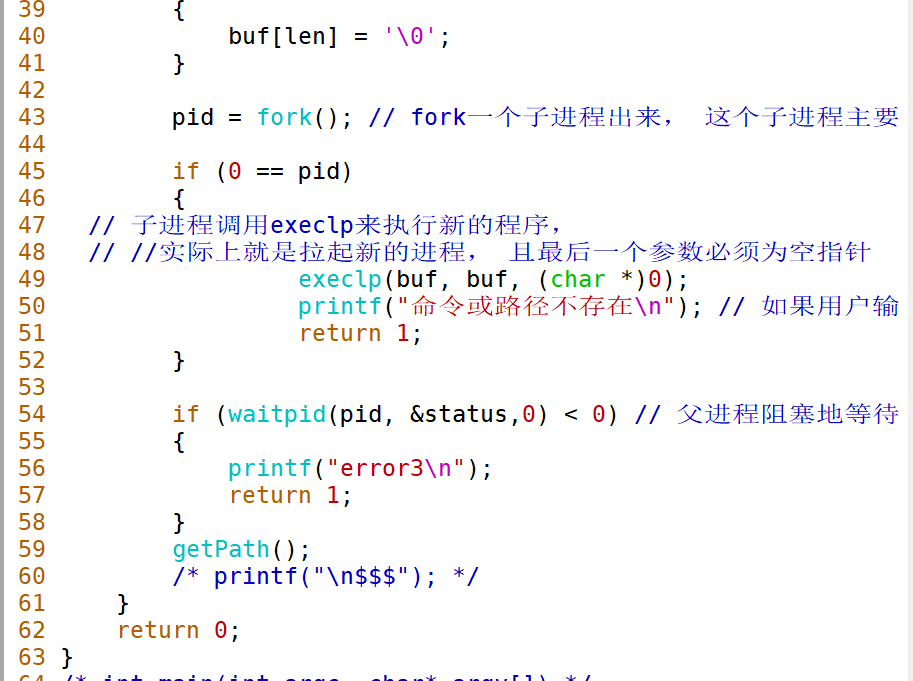 39 {
40 buf[len] = '\0';
41 }
42
43 pid = fork(); // fork一个子进程出来， 这个子进程主要
44
45 if (0 == pid)
46 {
47 // 子进程调用execlp来执行新的程序，
48 // //实际上就是拉起新的进程， 且最后一个参数必须为空指针
49 execlp(buf, buf, (char *)0);
50 printf("命令或路径不存在\n"); // 如果用户输
51 return 1;
52 }
53
54 if (waitpid(pid, &status,0) < 0) // 父进程阻塞地等待
55 {
56 printf("error3\n");
57 return 1;
58 }
59 getPath();
60 /* printf("\n$$$"); */
61 }
62 return 0;
63 }
64 /* int main(int argc, char* argv[]) */